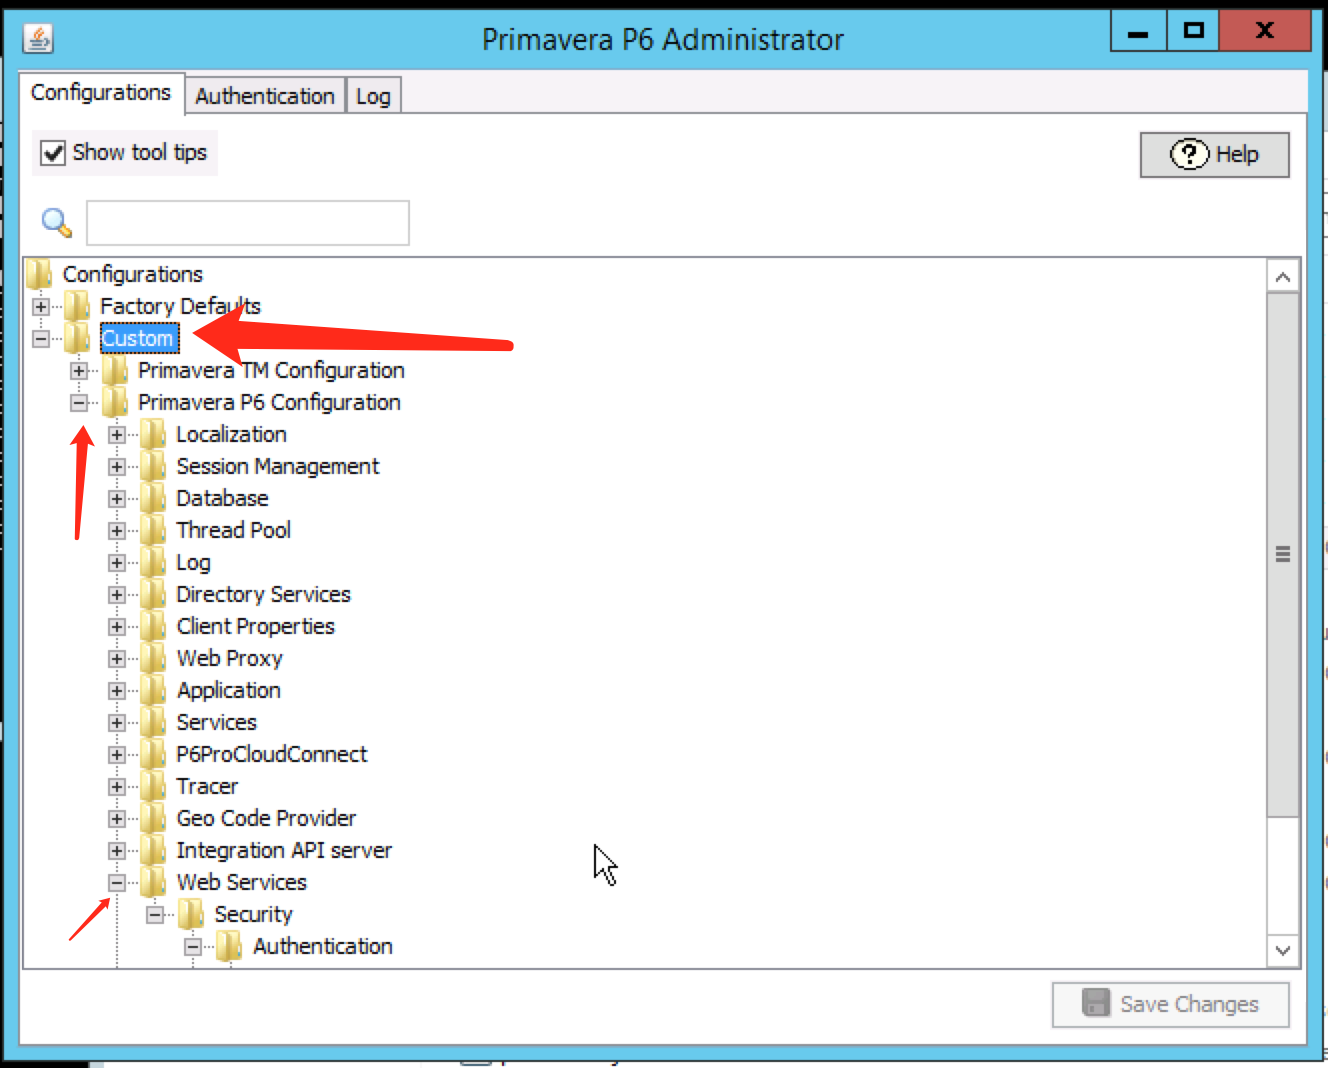 Primavera P6 Administrator
Configurations
Authentication
Log
Show tool tips
Help
Configurations
Factory Defaults
Custom
Primavera TM Configuration
Primavera P6 Configuration
Localization
Session Management
Database
Thread Pool
Log
Directory Services
Client Properties
Web Proxy
Application
Services
P6ProCloudConnect
Tracer
Geo Code Provider
Integration API server
Web Services
Security
Authentication
Save Changes